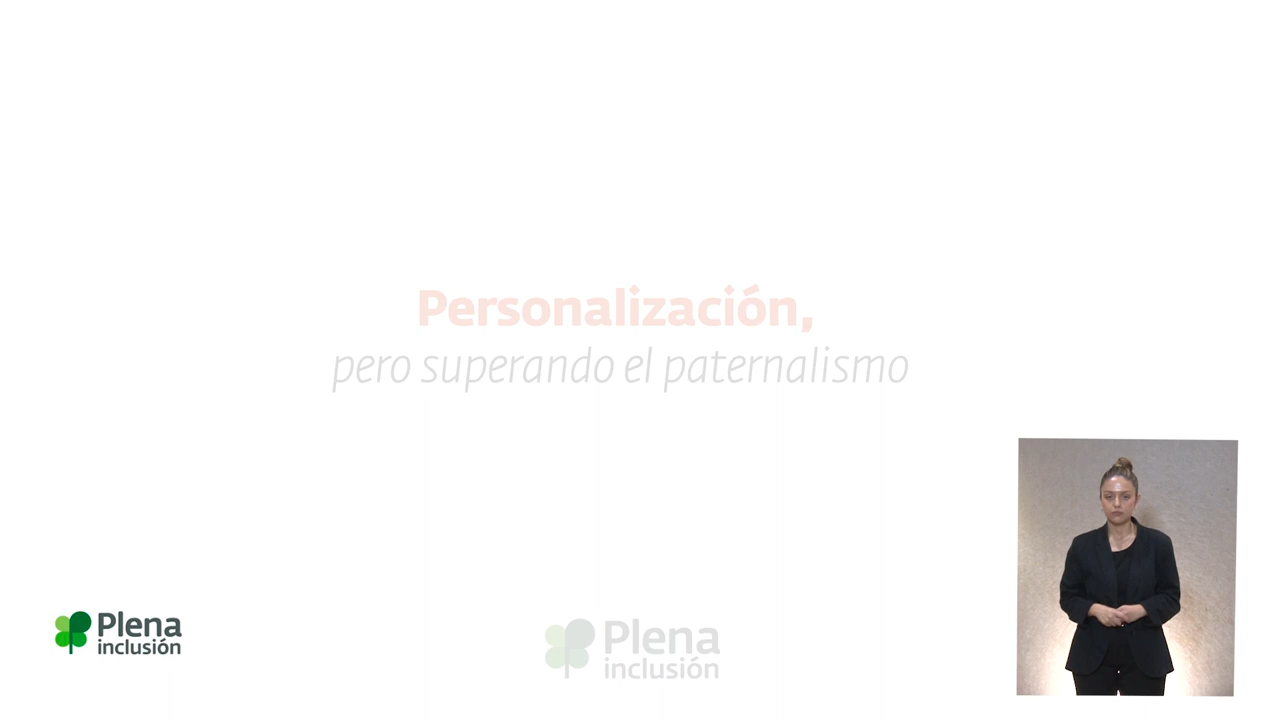 Personalización,
pero superando el paternalismo
Plena
inclusión
Plena
inclusión